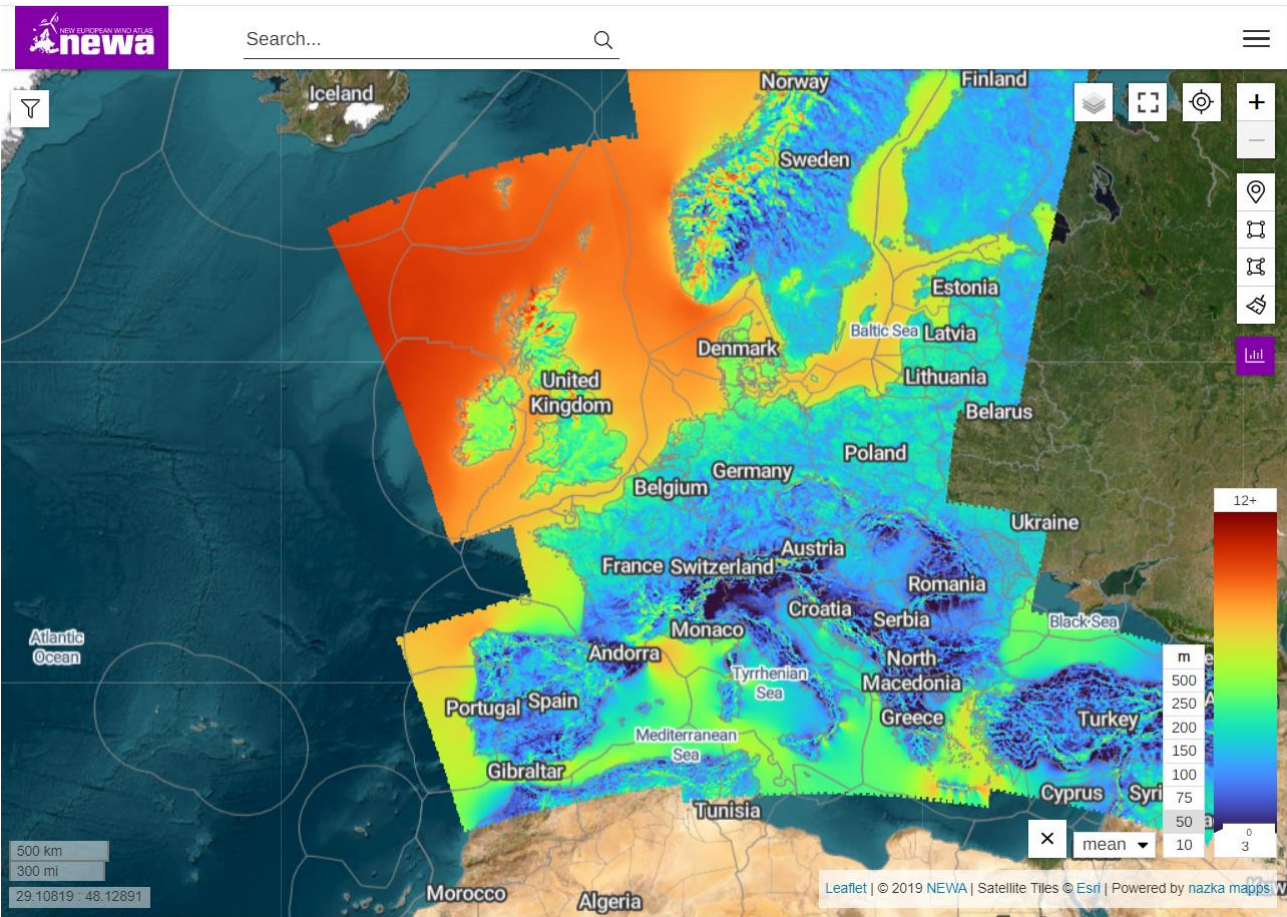 NEW EUROPEAN WIND ATLAS
newa
Search...
Iceland
Norway
Finland
Sweden
Estonia
Baltic Sea
Latvia
Denmark
Lithuania
United
Kingdom
Belarus
Poland
Germany
Belgium
12+
Ukraine
Austria
France
Switzerland
Romania
Croatia
Serbia
Black Sea
Monaco
Atlantic
Ocean
Andorra
North
Macedonia
Tyrrhenian
Sea
Portugal
Spain
Greece
Turkey
Mediterranean
Sea
Gibraltar
Cyprus
Syri
Tunisia
m
500
250
200
150
100
75
50
10
0
3
mean
500 km
300 mi
29.10819 : 48.12891
Morocco
Algeria
Leaflet | © 2019 NEWA | Satellite Tiles © Esri | Powered by nazka mapps